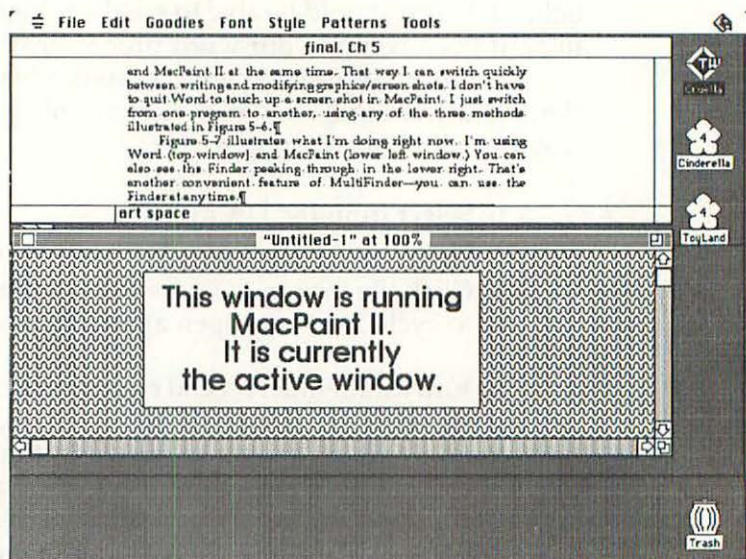 File Edit Goodies Font Style Patterns Tools
final. Ch 5
and MacPaint II at the same time. That way I can switch quickly
between writing and modifying graphics/screen shots. I don't have
to quit Word to touch up a screen shot in MacPaint. I just switch
from one program to another, using any of the three methods
illustrated in Figure 5-6.¶
Figure 5-7 illustrates what I'm doing right now. I'm using
Word (top window) and MacPaint (lower left window.) You can
also see the Finder peaking through in the lower right. That's
another convenient feature of MultiFinder—you can use the
Finder at any time.¶
art space
"Untitled-1" at 100%
This window is running
MacPaint II.
It is currently
the active window.
TW
Cruella
4
Cinderella
4
ToyLand
Trash